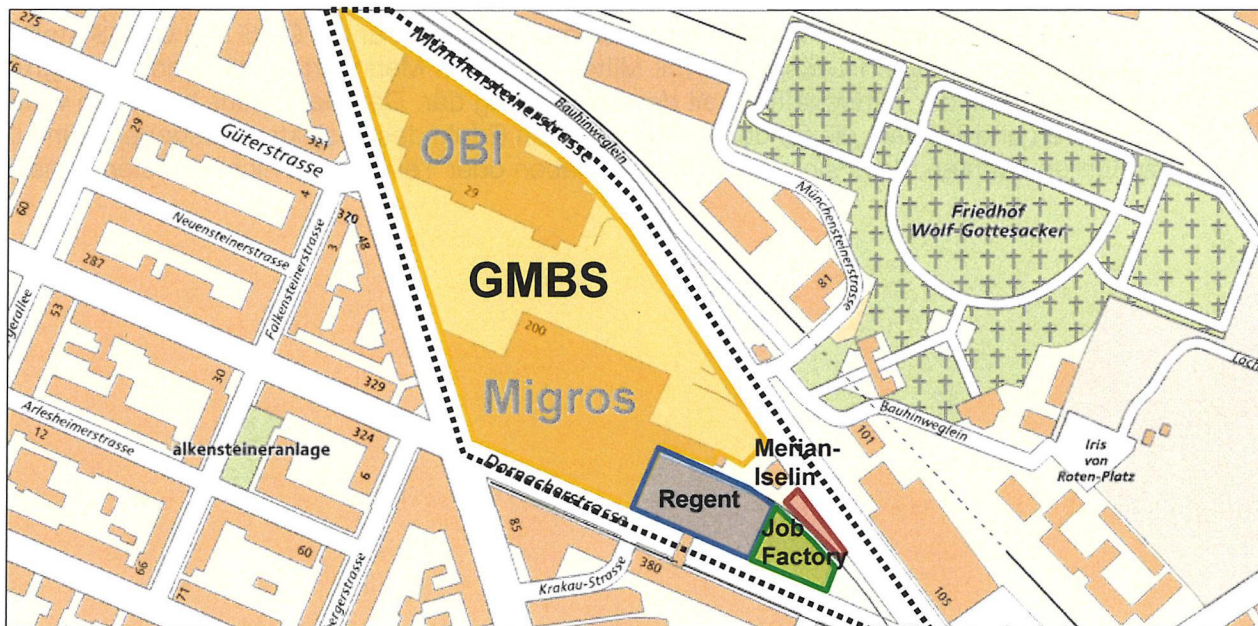 275
Münchensteinerstrasse
Bauhinweglein
29
321
Güterstrasse
OBI
4
29
60
Neuensteinerstrasse
320
48
3
Falkensteinerstrasse
Münchensteinerstrasse
Friedhof
Wolf-Gottesacker
287
GMBS
81
53
200
30
329
Migros
Lach
Arlesheimerstrasse
12
324
alkensteineranlage
6
Bauhinweglein
101
Iris
von
Roten-Platz
Merian-
Iselin
Dornacherstrasse
Regent
Job
Factory
85
380
60
66
71
Krakau-Strasse
bergerstrasse
105